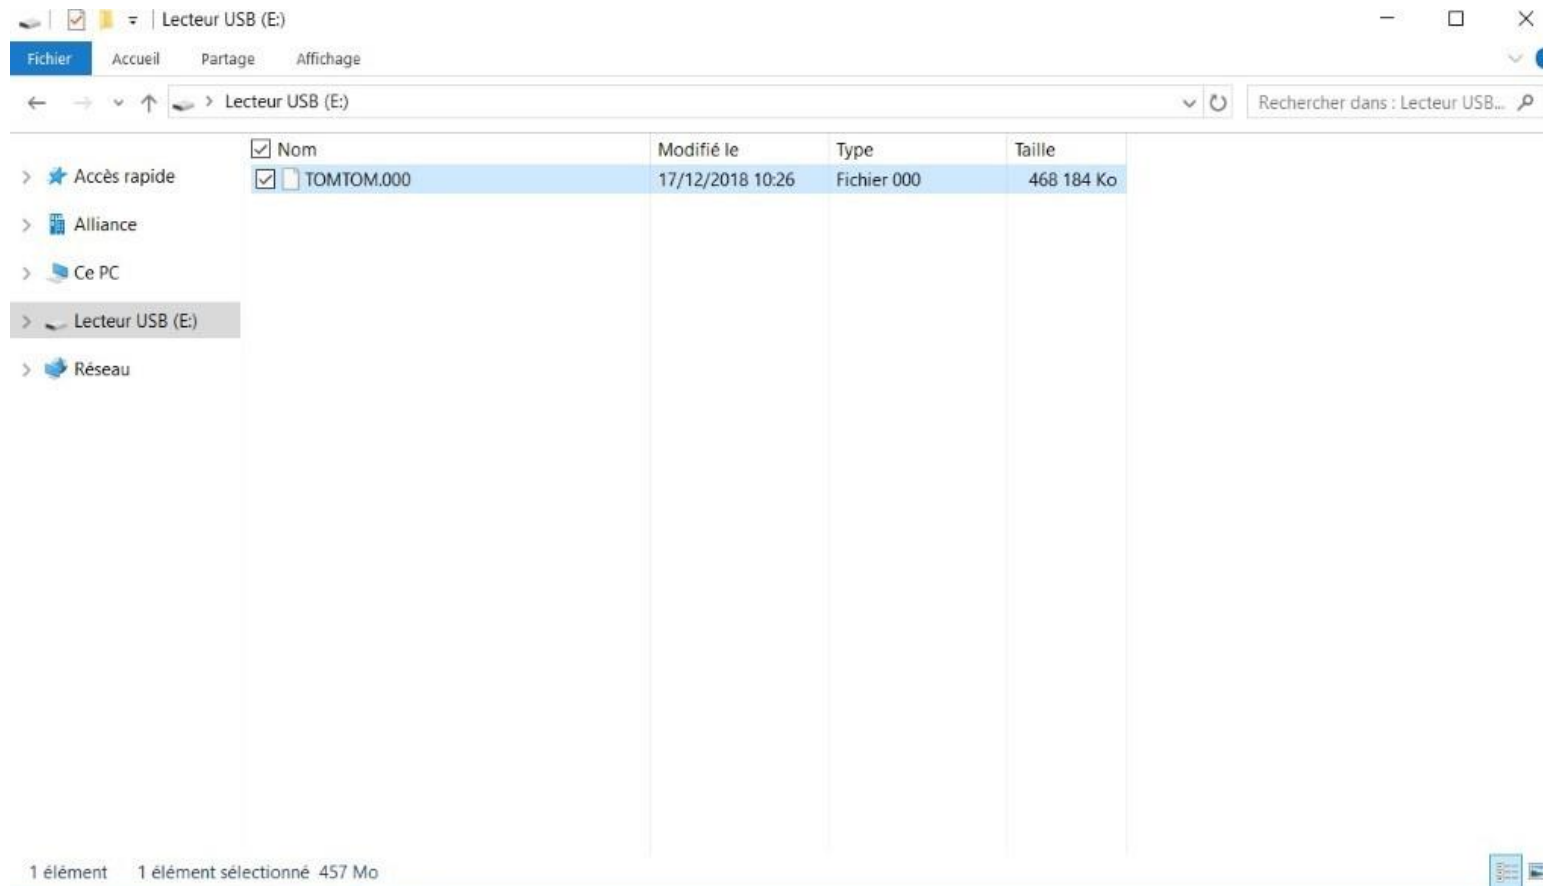 Lecteur USB (E:)
Fichier Accueil Partage Affichage
Lecteur USB (E:) Rechercher dans : Lecteur USB...
Nom Modifié le Type Taille
Accès rapide
TOMTOM.000 17/12/2018 10:26 Fichier 000 468 184 Ko
Alliance
Ce PC
Lecteur USB (E:)
Réseau
1 élément 1 élément sélectionné 457 Mo